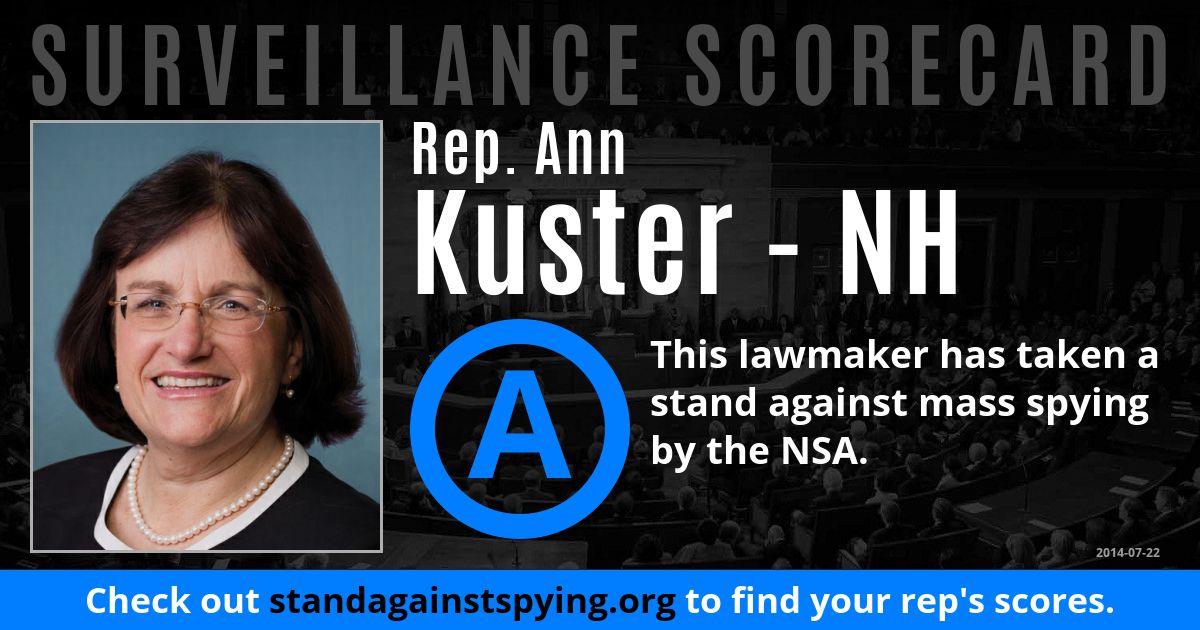 SURVEILLANCE SCORECARD
Rep. Ann
Kuster - NH
A
This lawmaker has taken a
stand against mass spying
by the NSA.
2014-07-22
Check out standagainstspying.org to find your rep's scores.